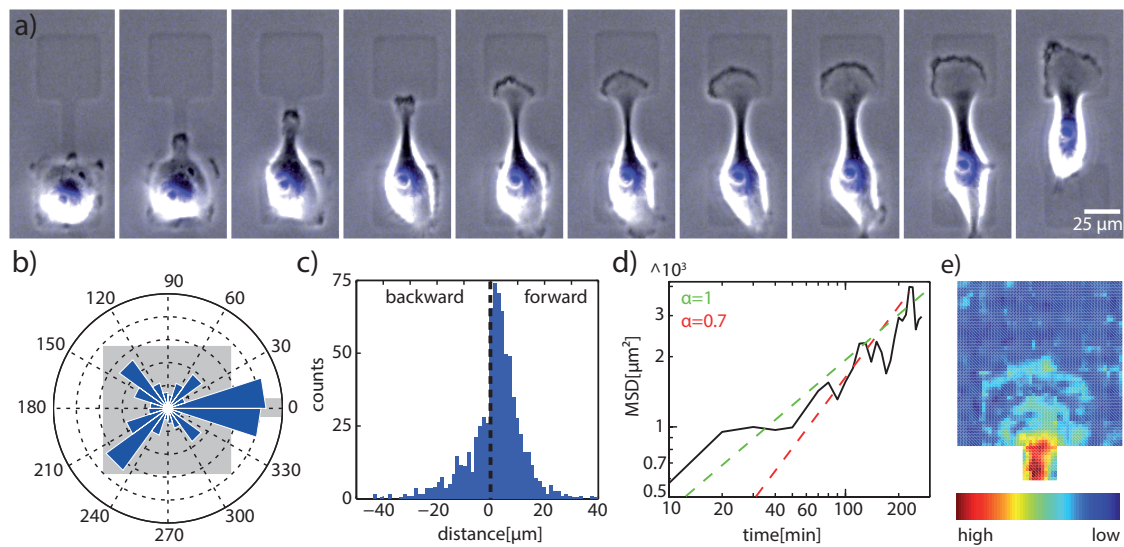 a)
25 µm
b)
90
120
60
150
30
180
0
210
330
240
300
270
c)
75
backward
forward
50
counts
25
0
−40
−20
0
20
40
distance[µm]
d)
^10³
α=1
α=0.7
3
2
MSD[µm²]
1
0.7
0.5
10
20
40
60
100
200
time[min]
e)
high
low